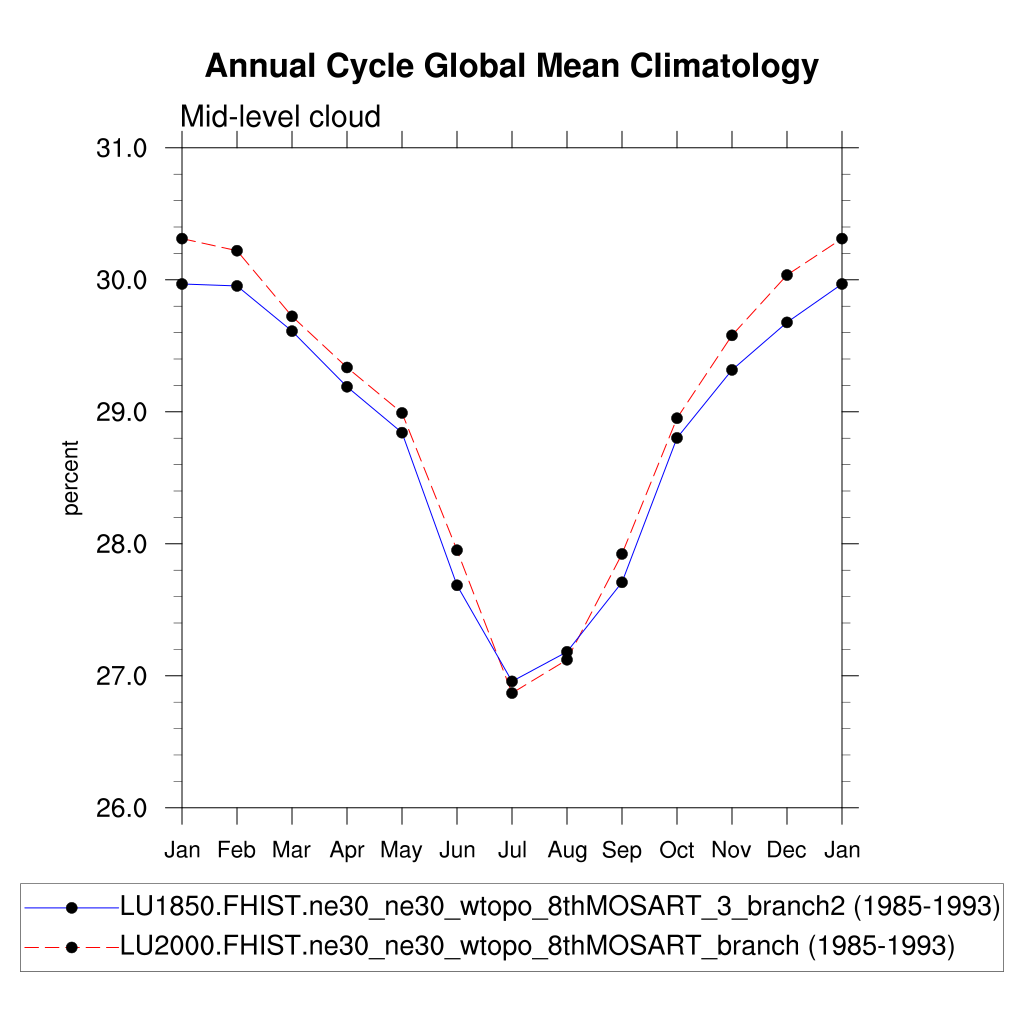 Annual Cycle Global Mean Climatology
Mid-level cloud
31.0
30.0
29.0
28.0
27.0
26.0
percent
Jan Feb Mar Apr May Jun Jul Aug Sep Oct Nov Dec Jan
LU1850.FHIST.ne30_ne30_wtopo_8thMOSART_3_branch2 (1985-1993)
LU2000.FHIST.ne30_ne30_wtopo_8thMOSART_branch (1985-1993)